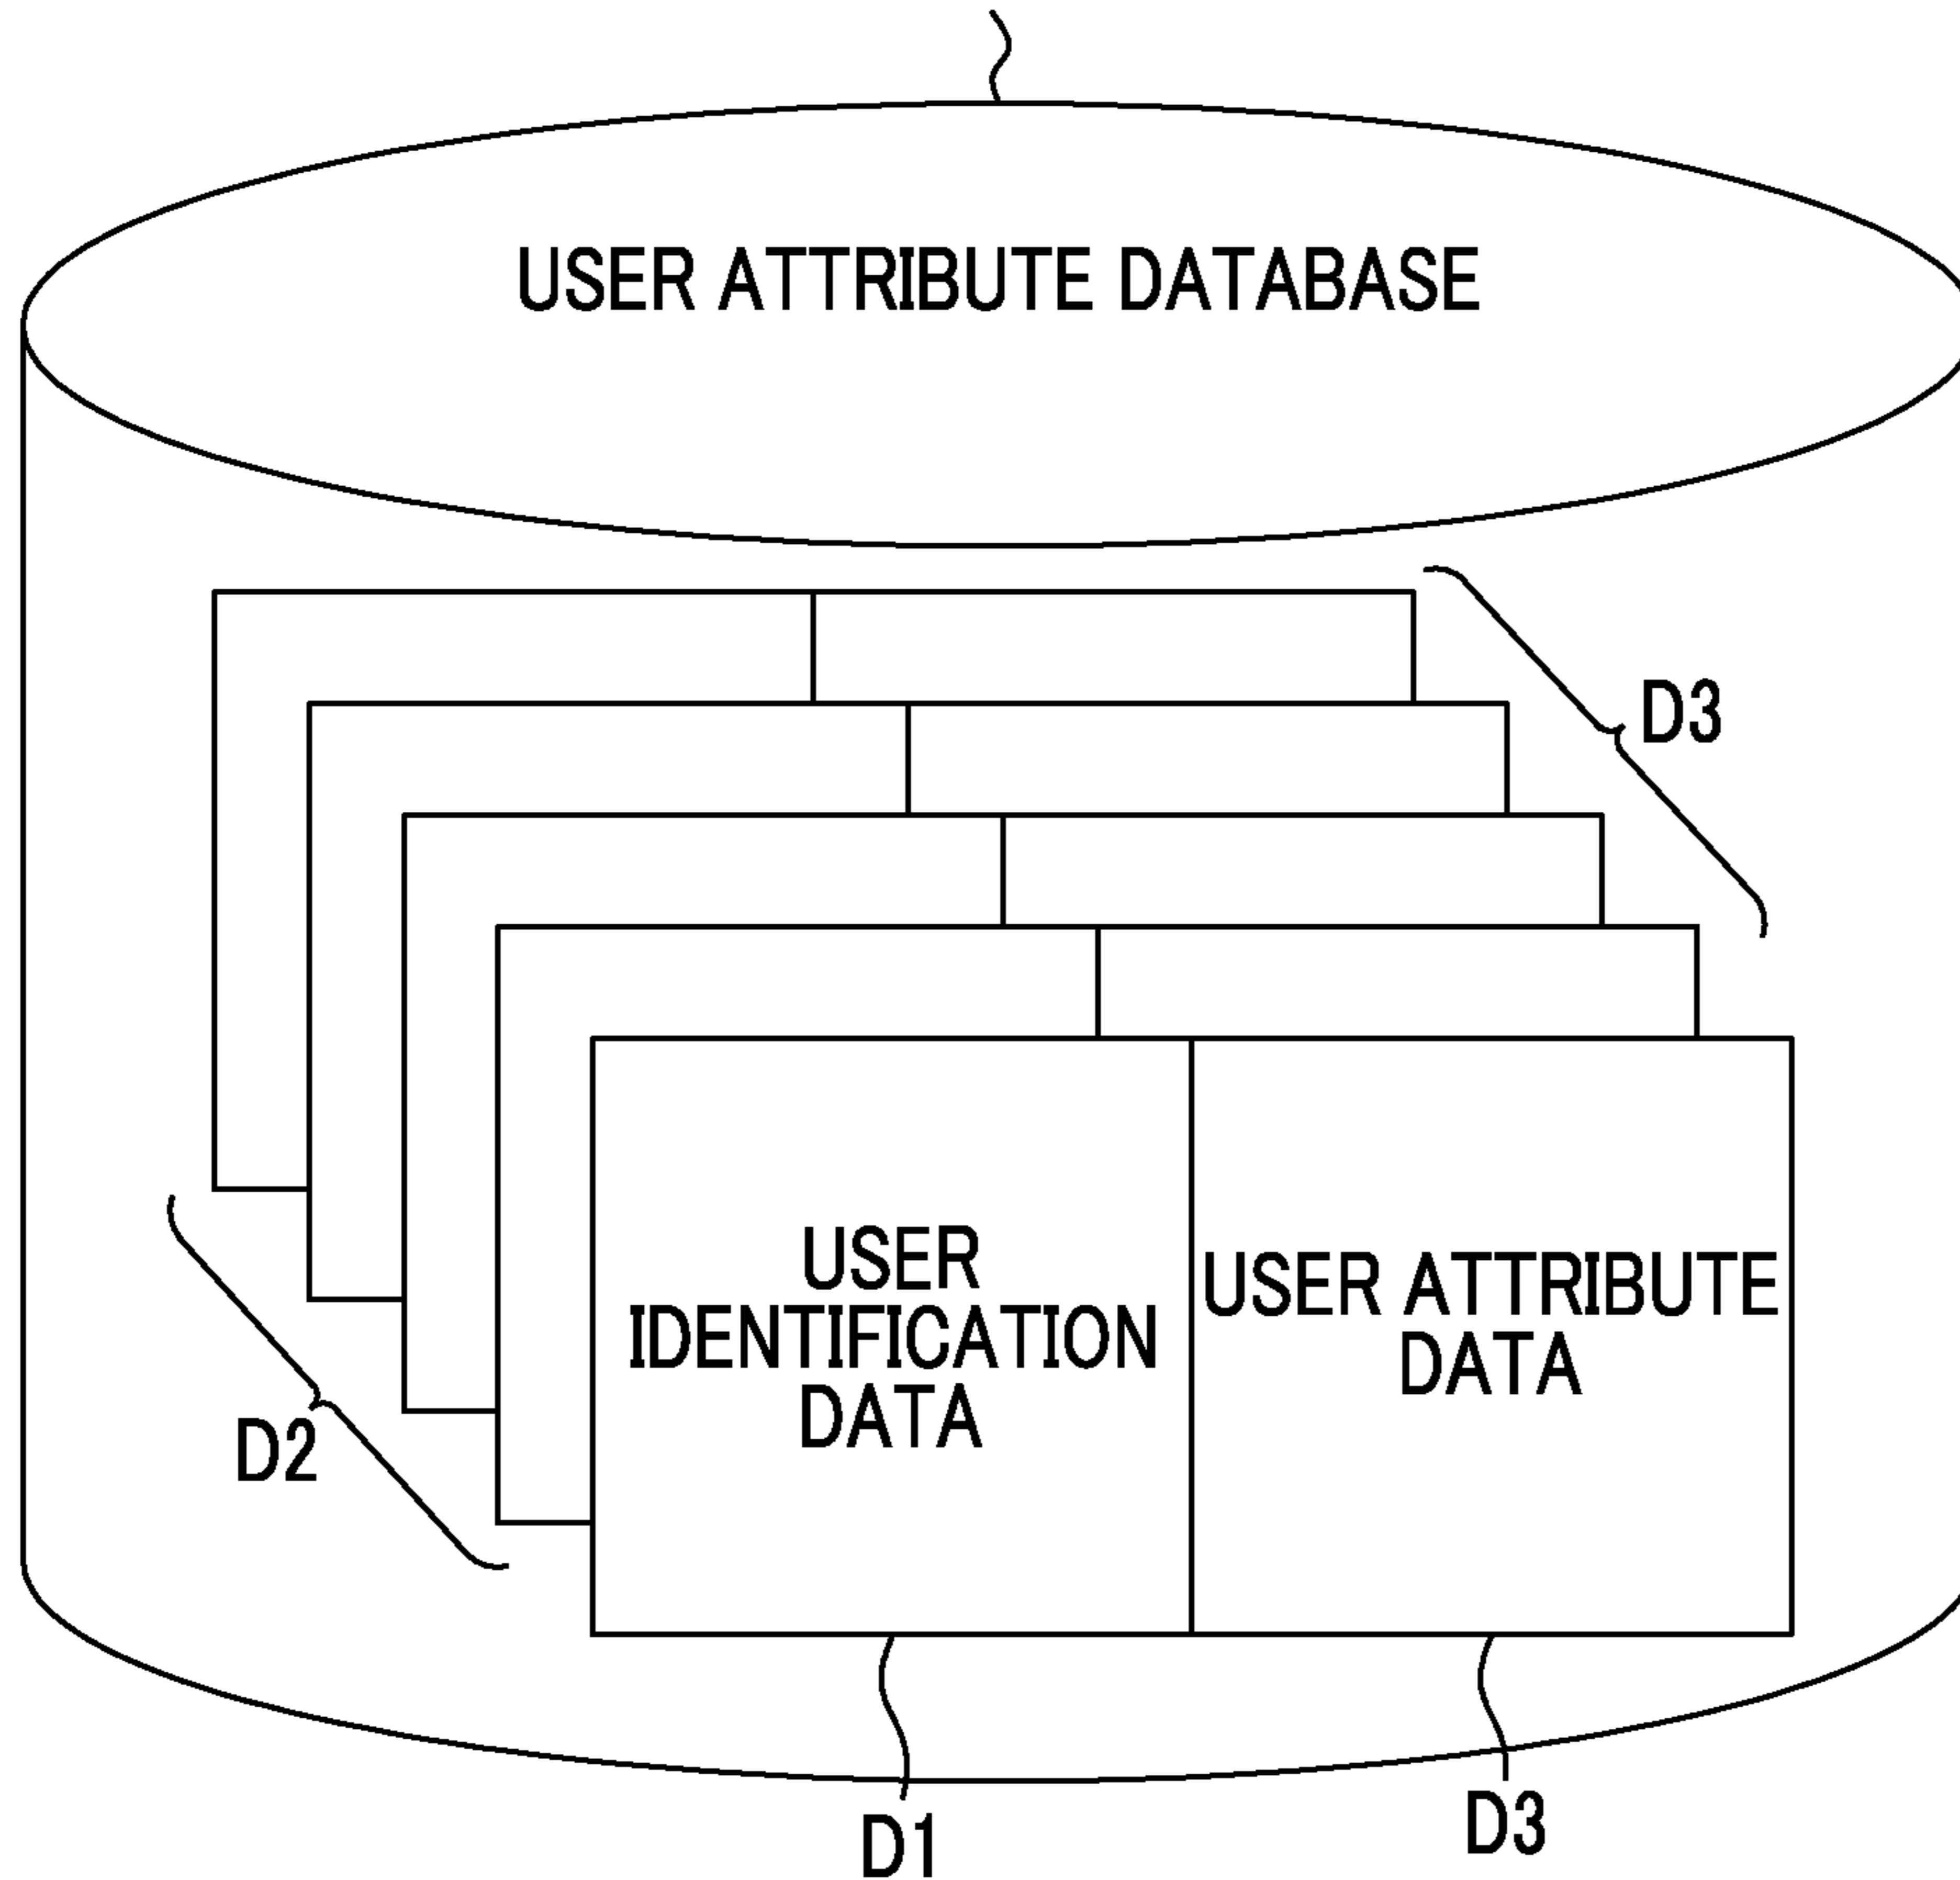 USER ATTRIBUTE DATABASE
D3
USER
IDENTIFICATION
DATA
USER ATTRIBUTE
DATA
D2
D1
D3